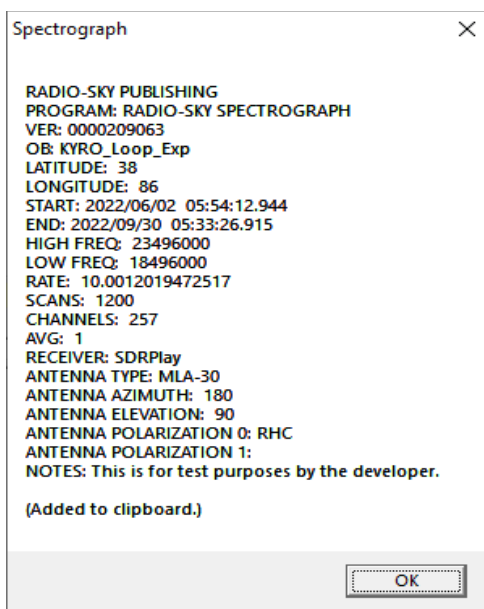 Spectrograph
RADIO-SKY PUBLISHING
PROGRAM: RADIO-SKY SPECTROGRAPH
VER: 0000209063
OB: KYRO_Loop_Exp
LATITUDE: 38
LONGITUDE: 86
START: 2022/06/02 05:54:12.944
END: 2022/09/30 05:33:26.915
HIGH FREQ: 23496000
LOW FREQ: 18496000
RATE: 10.0012019472517
SCANS: 1200
CHANNELS: 257
AVG: 1
RECEIVER: SDRPlay
ANTENNA TYPE: MLA-30
ANTENNA AZIMUTH: 180
ANTENNA ELEVATION: 90
ANTENNA POLARIZATION 0: RHC
ANTENNA POLARIZATION 1:
NOTES: This is for test purposes by the developer.
(Added to clipboard.)
OK